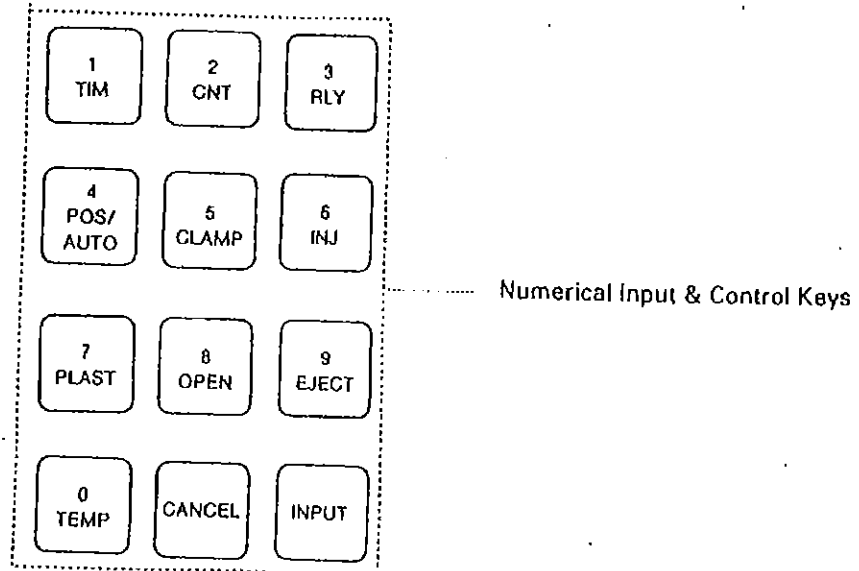 1
TIM
2
CNT
3
RLY
4
POS/
AUTO
5
CLAMP
6
INJ
Numerical Input & Control Keys
7
PLAST
8
OPEN
9
EJECT
0
TEMP
CANCEL
INPUT